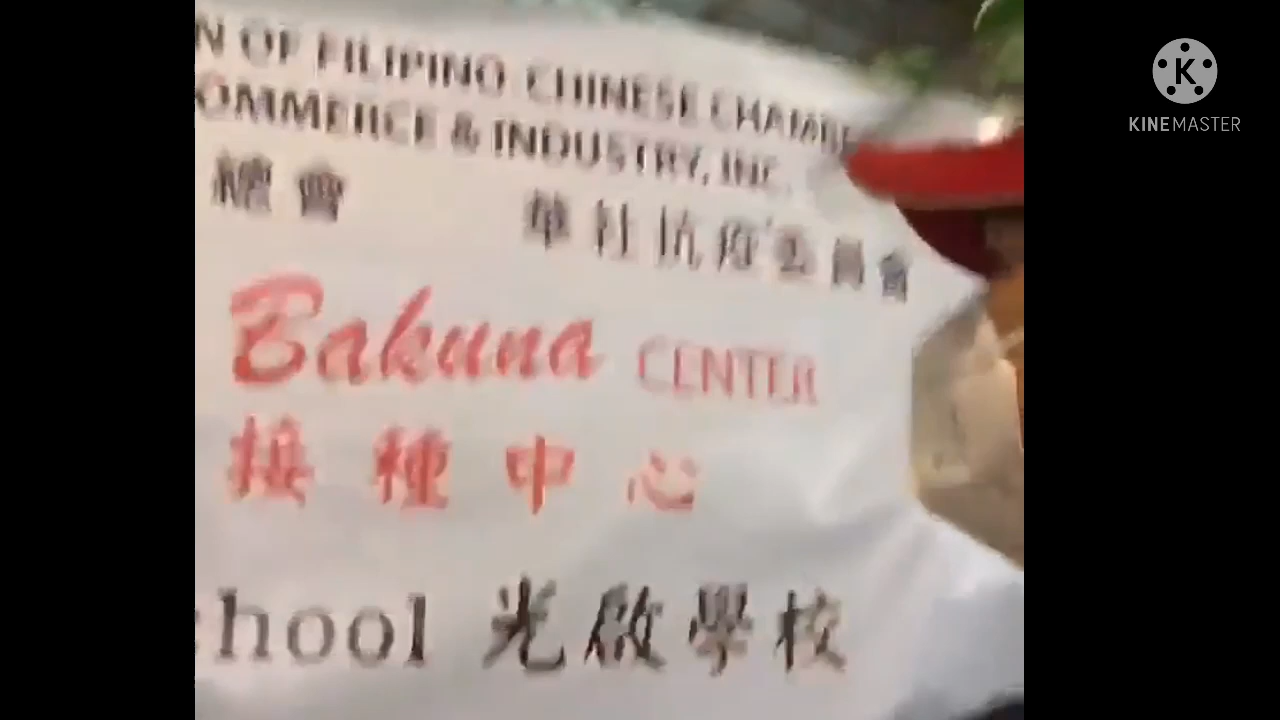 N OF FILIPINO CHINESE CHAMBE
OMMERCE & INDUSTRY, INC.
總會 華社抗疫委員會
Bakuna CENTER
接種中心
hool 光啟學校
KINEMASTER